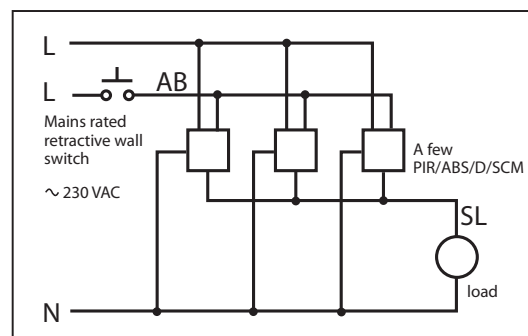 L
L
AB
Mains rated
retractive wall
switch
～ 230 VAC
A few
PIR/ABS/D/SCM
SL
load
N